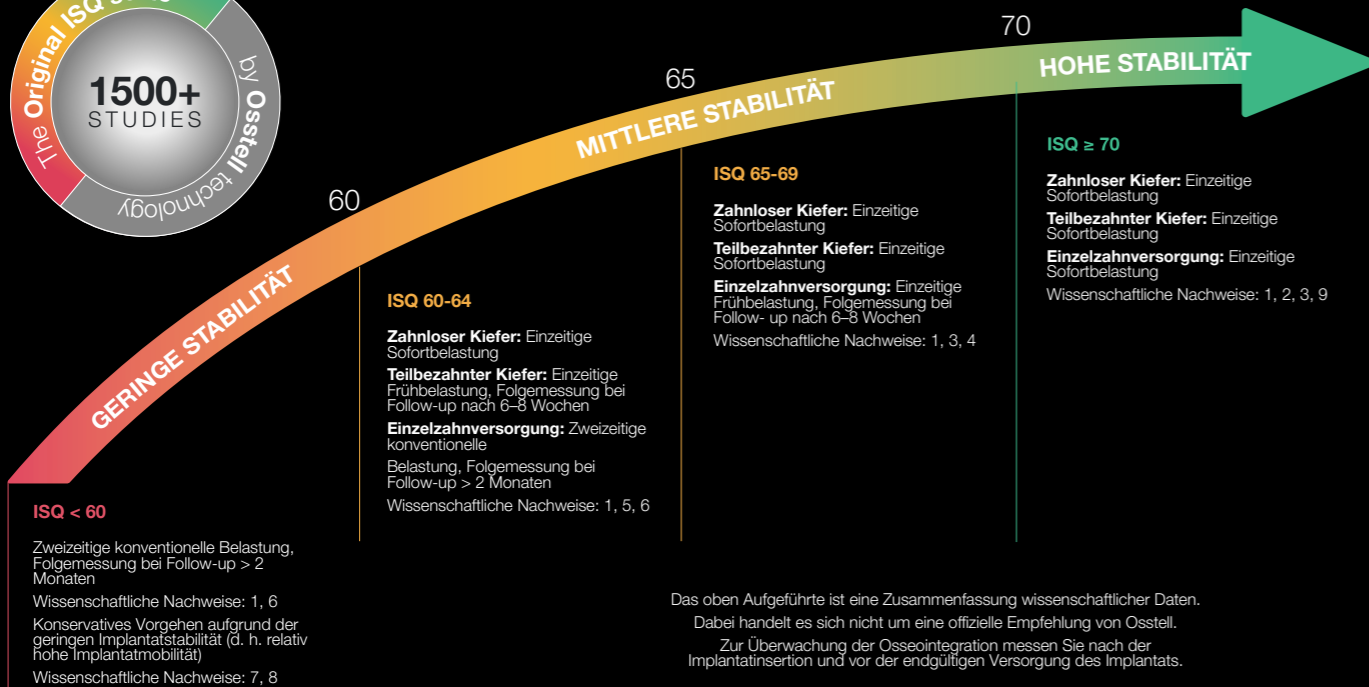 The Original ISQ
by Osstell technology
1500+
STUDIES
60
65
70
GERINGE STABILITÄT
MITTLERE STABILITÄT
HOHE STABILITÄT
ISQ < 60
Zweizeitige konventionelle Belastung,
Folgemessung bei Follow-up > 2
Monaten
Wissenschaftliche Nachweise: 1, 6
Konservatives Vorgehen aufgrund der
geringen Implantatstabilität (d. h. relativ
hohe Implantatmobilität)
Wissenschaftliche Nachweise: 7, 8
ISQ 60-64
Zahnloser Kiefer: Einzeitige
Sofortbelastung
Teilbezahnter Kiefer: Einzeitige
Frühbelastung, Folgemessung bei
Follow-up nach 6–8 Wochen
Einzelzahnversorgung: Zweizeitige
konventionelle
Belastung, Folgemessung bei
Follow-up > 2 Monaten
Wissenschaftliche Nachweise: 1, 5, 6
ISQ 65-69
Zahnloser Kiefer: Einzeitige
Sofortbelastung
Teilbezahnter Kiefer: Einzeitige
Sofortbelastung
Einzelzahnversorgung: Einzeitige
Frühbelastung, Folgemessung bei
Follow- up nach 6–8 Wochen
Wissenschaftliche Nachweise: 1, 3, 4
ISQ ≥ 70
Zahnloser Kiefer: Einzeitige
Sofortbelastung
Teilbezahnter Kiefer: Einzeitige
Sofortbelastung
Einzelzahnversorgung: Einzeitige
Sofortbelastung
Wissenschaftliche Nachweise: 1, 2, 3, 9
Das oben Aufgeführte ist eine Zusammenfassung wissenschaftlicher Daten.
Dabei handelt es sich nicht um eine offizielle Empfehlung von Osstell.
Zur Überwachung der Osseointegration messen Sie nach der
Implantatinsertion und vor der endgültigen Versorgung des Implantats.